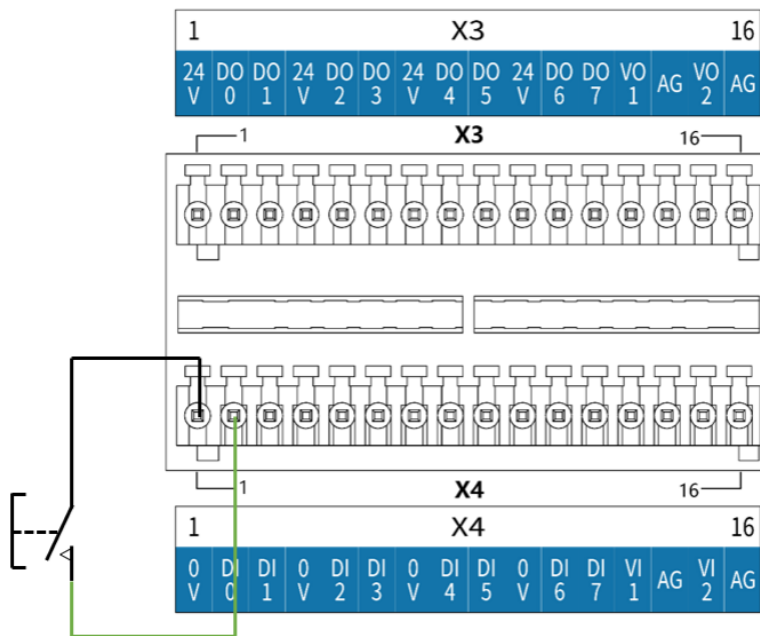 1 X3 16
24 DO DO 24 DO DO 24 DO DO 24 DO DO VO AG VO AG
V 0 1 V 2 3 V 4 5 V 6 7 1 2
1 X3 16
1 X4 16
1 X4 16
0 DI DI 0 DI DI 0 DI DI 0 DI DI VI AG VI AG
V 0 1 V 2 3 V 4 5 V 6 7 1 2